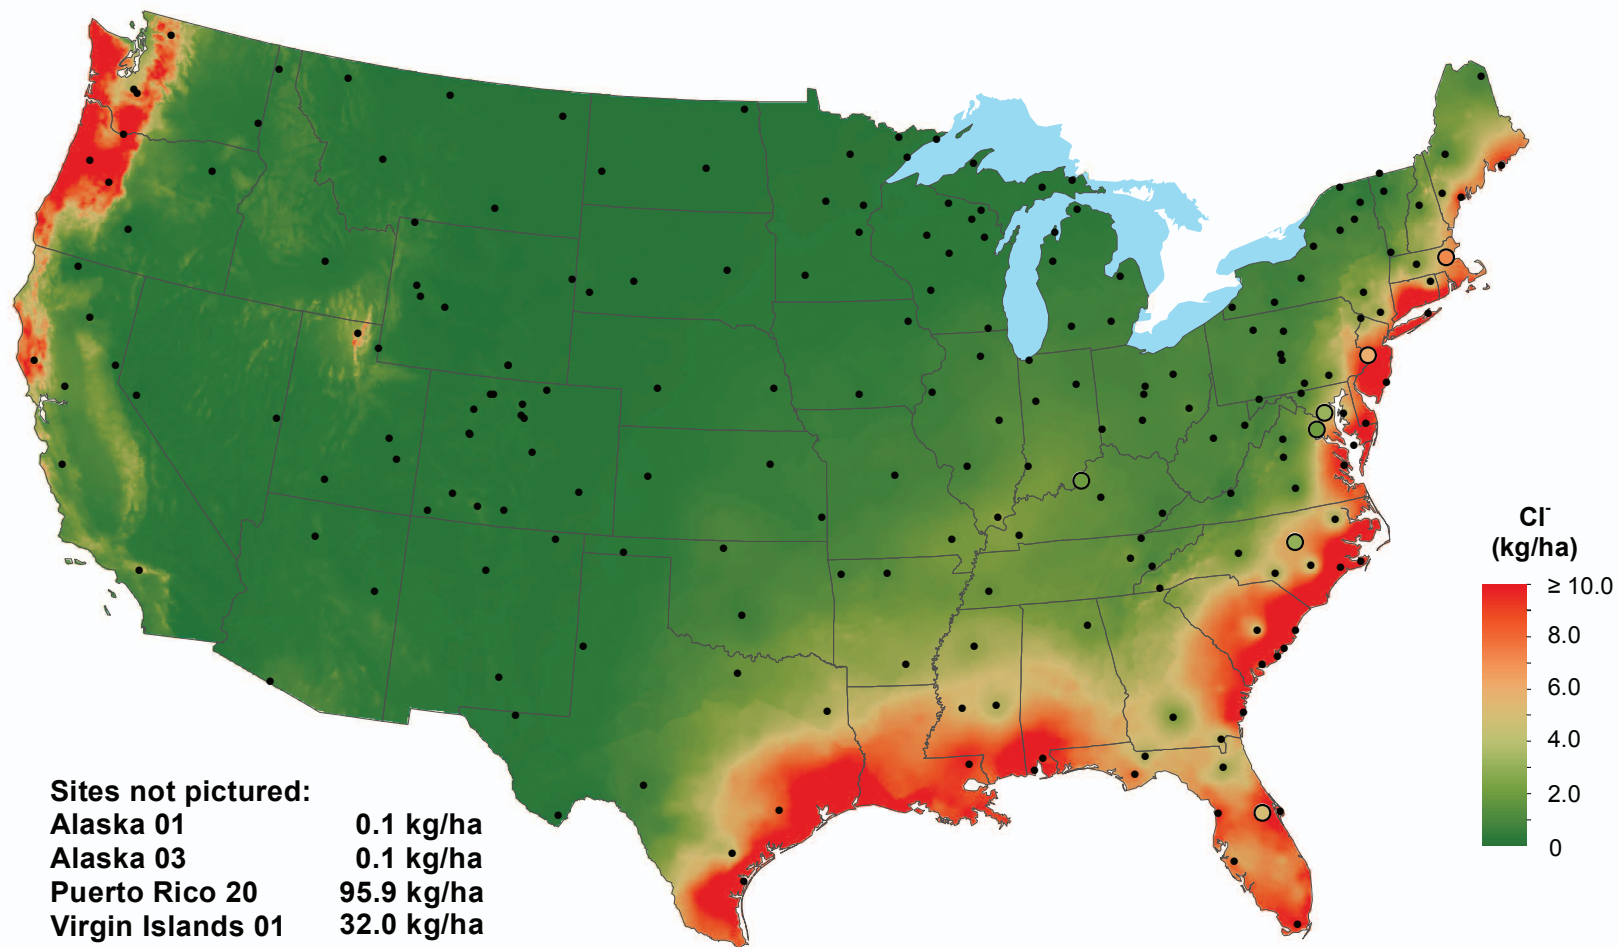 Cl-
(kg/ha)
≥ 10.0
8.0
6.0
4.0
2.0
0
Sites not pictured:
Alaska 01 0.1 kg/ha
Alaska 03 0.1 kg/ha
Puerto Rico 20 95.9 kg/ha
Virgin Islands 01 32.0 kg/ha